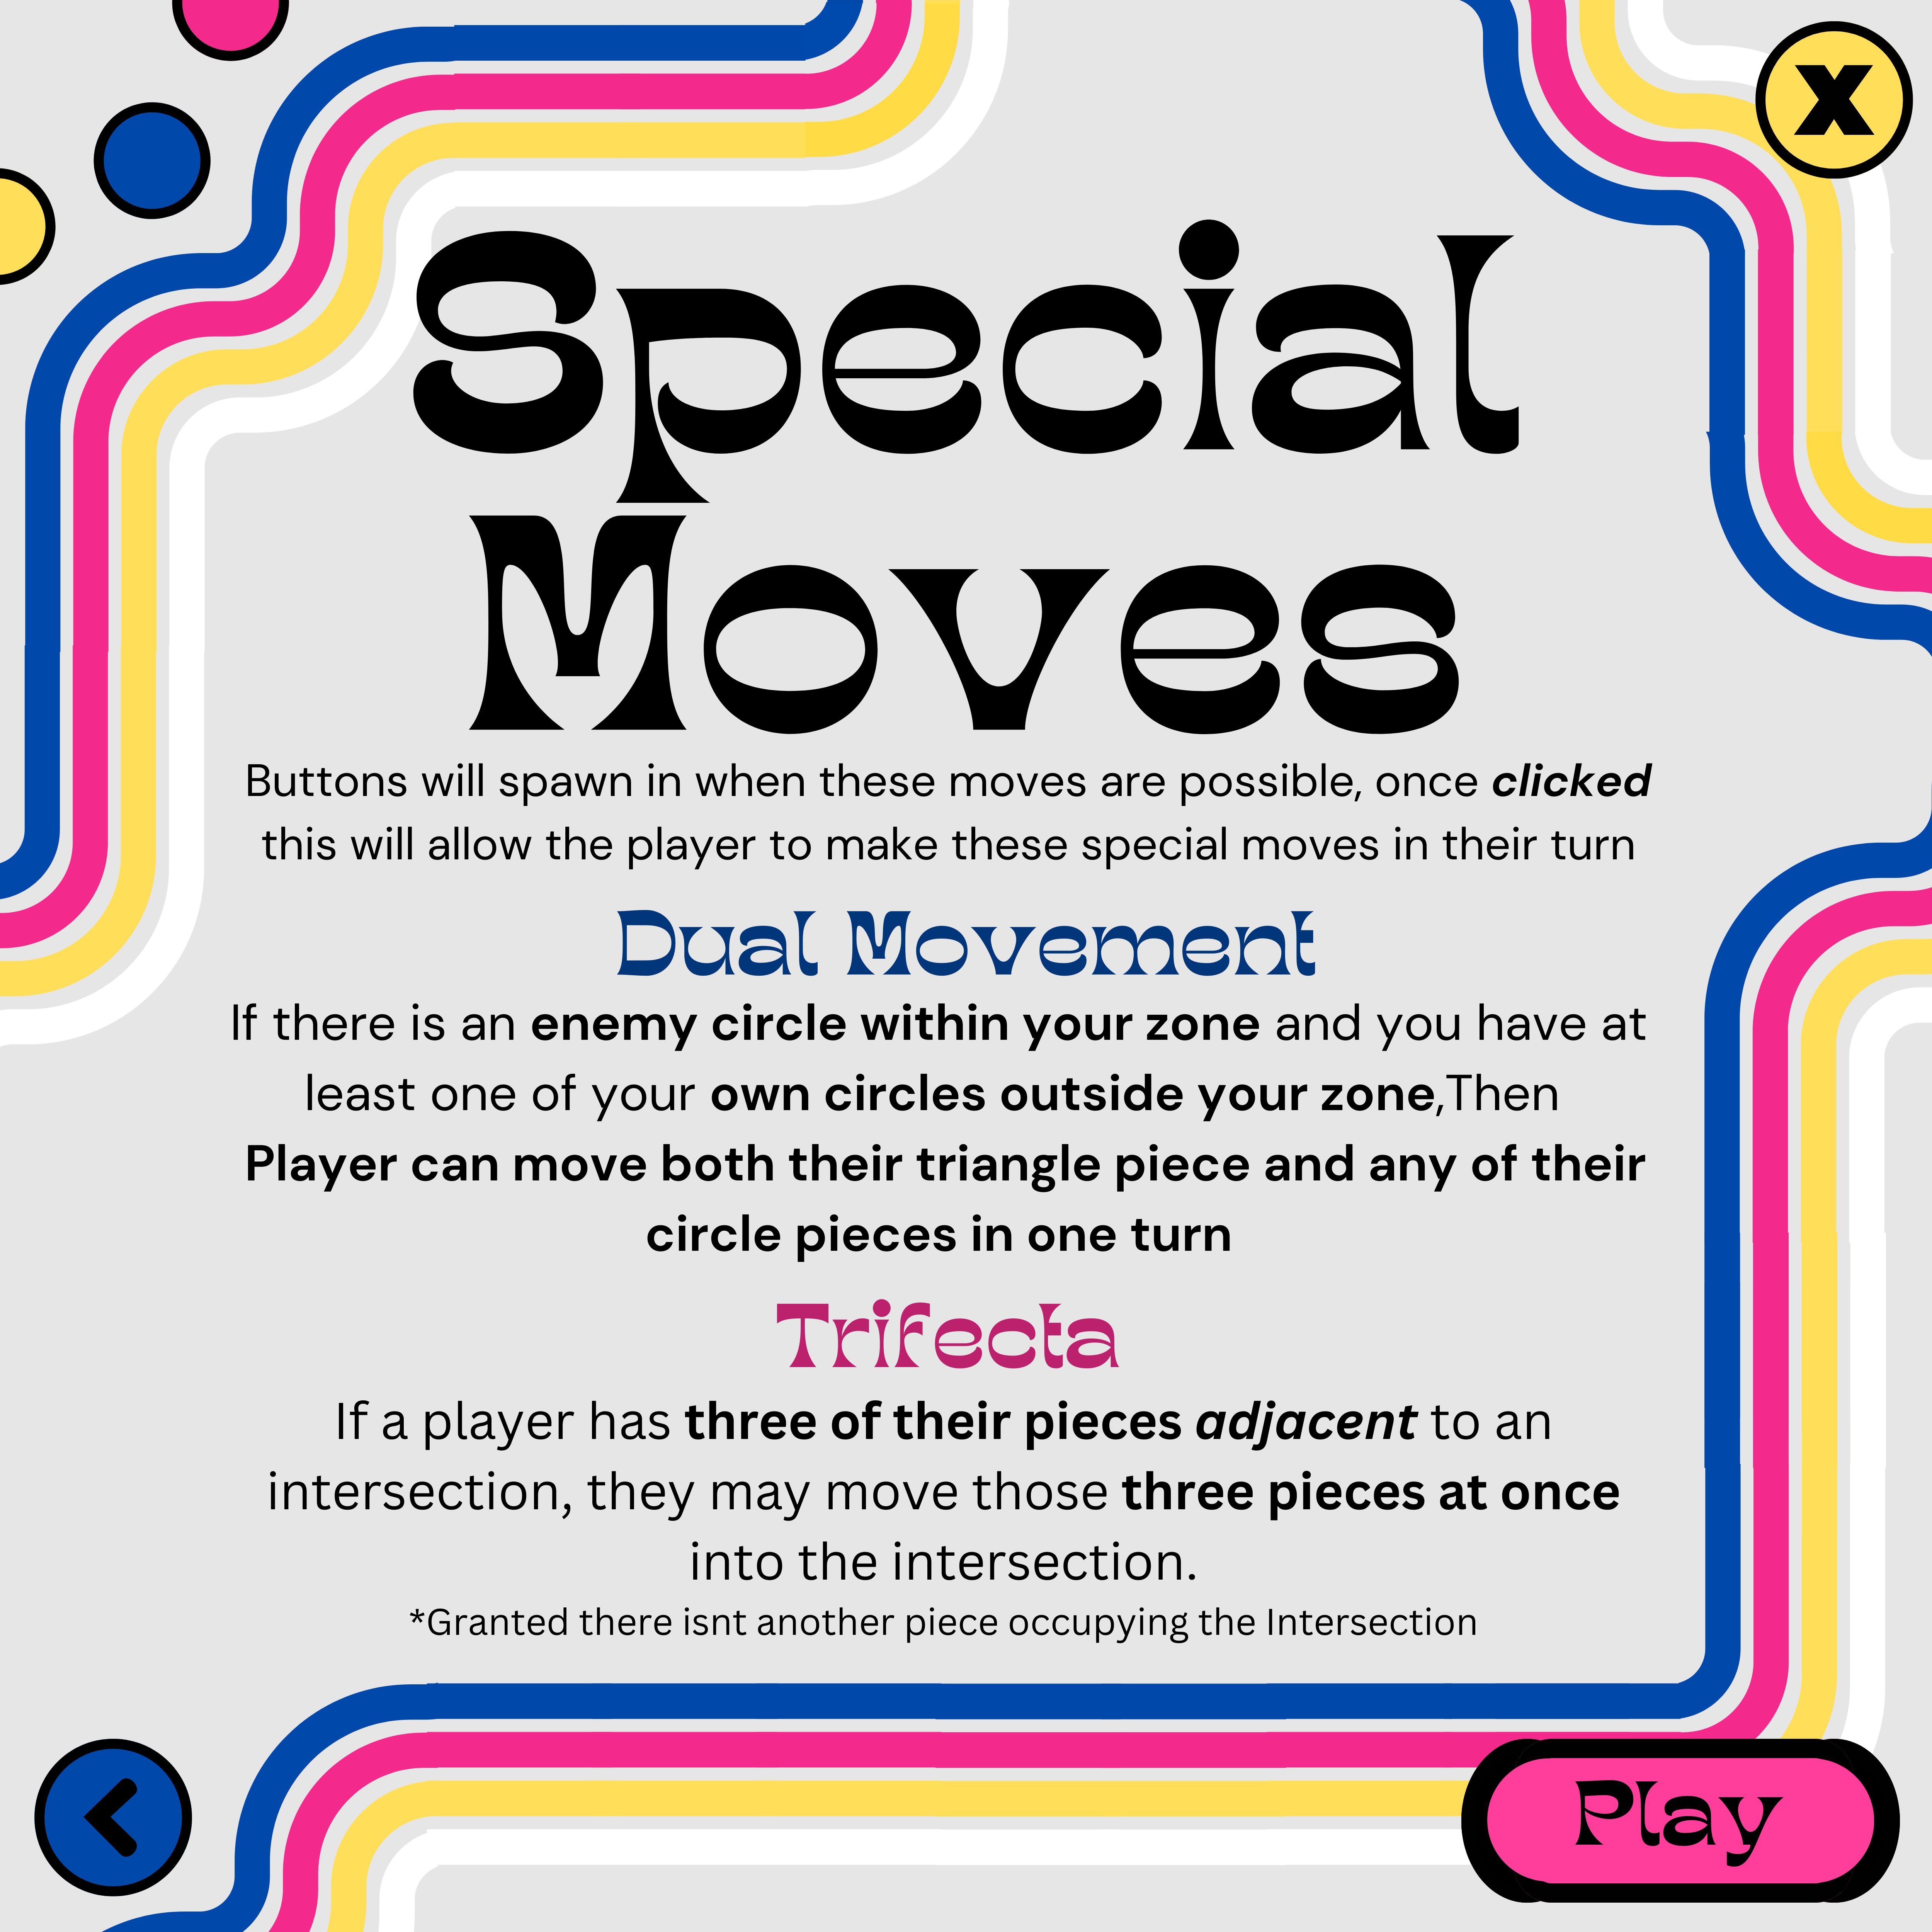 X
Special
Moves
Buttons will spawn in when these moves are possible, once clicked
this will allow the player to make these special moves in their turn
Dual Movement
If there is an enemy circle within your zone and you have at
least one of your own circles outside your zone,Then
Player can move both their triangle piece and any of their
circle pieces in one turn
Trifecta
If a player has three of their pieces adjacent to an
intersection, they may move those three pieces at once
into the intersection.
*Granted there isnt another piece occupying the Intersection
Play